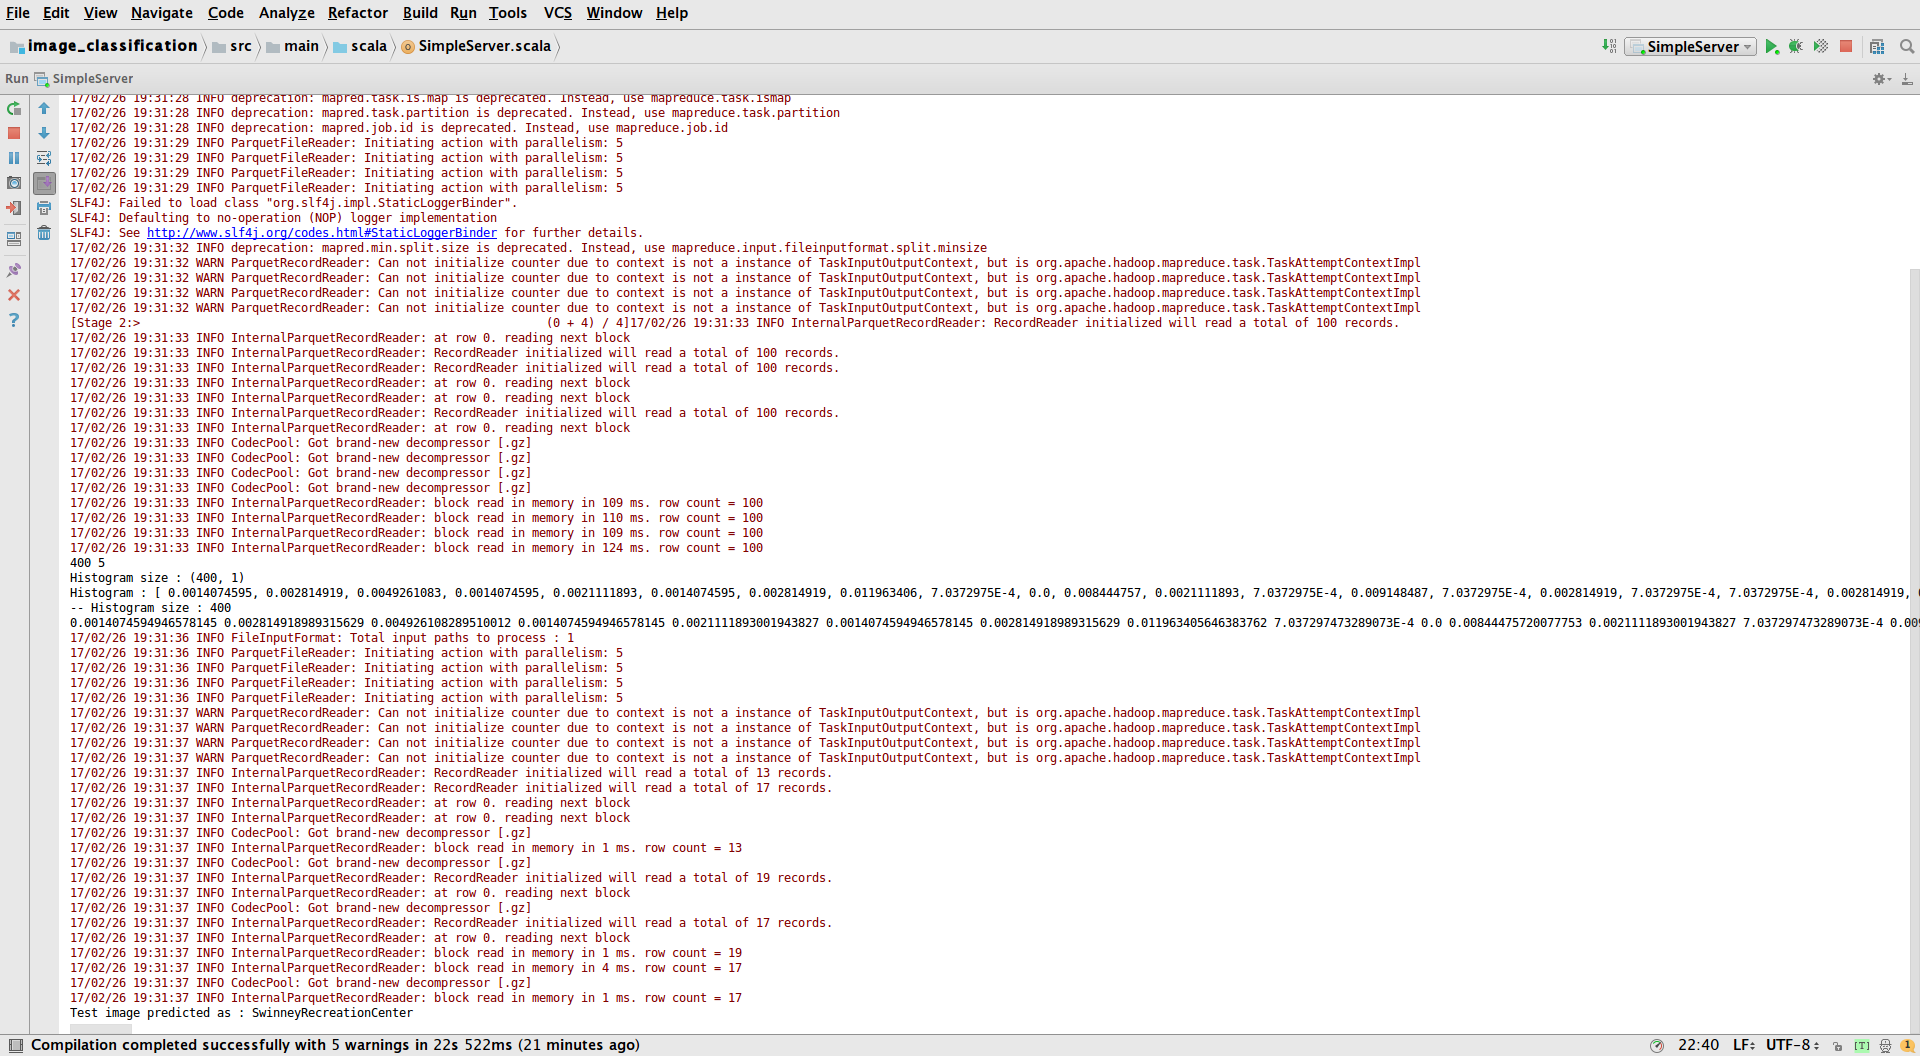 File Edit View Navigate Code Analyze Refactor Build Run Tools VCS Window Help
image_classification src main scala SimpleServer.scala SimpleServer
Run SimpleServer
17/02/26 19:31:28 INFO deprecation: mapred.task.is.map is deprecated. Instead, use mapreduce.task.ismap
17/02/26 19:31:28 INFO deprecation: mapred.task.partition is deprecated. Instead, use mapreduce.task.partition
17/02/26 19:31:28 INFO deprecation: mapred.job.id is deprecated. Instead, use mapreduce.job.id
17/02/26 19:31:29 INFO ParquetFileReader: Initiating action with parallelism: 5
17/02/26 19:31:29 INFO ParquetFileReader: Initiating action with parallelism: 5
17/02/26 19:31:29 INFO ParquetFileReader: Initiating action with parallelism: 5
17/02/26 19:31:29 INFO ParquetFileReader: Initiating action with parallelism: 5
SLF4J: Failed to load class "org.slf4j.impl.StaticLoggerBinder".
SLF4J: Defaulting to no-operation (NOP) logger implementation
SLF4J: See http://www.slf4j.org/codes.html#StaticLoggerBinder for further details.
17/02/26 19:31:32 INFO deprecation: mapred.min.split.size is deprecated. Instead, use mapreduce.input.fileinputformat.split.minsize
17/02/26 19:31:32 WARN ParquetRecordReader: Can not initialize counter due to context is not a instance of TaskInputOutputContext, but is org.apache.hadoop.mapreduce.task.TaskAttemptContextImpl
17/02/26 19:31:32 WARN ParquetRecordReader: Can not initialize counter due to context is not a instance of TaskInputOutputContext, but is org.apache.hadoop.mapreduce.task.TaskAttemptContextImpl
17/02/26 19:31:32 WARN ParquetRecordReader: Can not initialize counter due to context is not a instance of TaskInputOutputContext, but is org.apache.hadoop.mapreduce.task.TaskAttemptContextImpl
17/02/26 19:31:32 WARN ParquetRecordReader: Can not initialize counter due to context is not a instance of TaskInputOutputContext, but is org.apache.hadoop.mapreduce.task.TaskAttemptContextImpl
[Stage 2:> (0 + 4) / 4]17/02/26 19:31:33 INFO InternalParquetRecordReader: RecordReader initialized will read a total of 100 records.
17/02/26 19:31:33 INFO InternalParquetRecordReader: at row 0. reading next block
17/02/26 19:31:33 INFO InternalParquetRecordReader: RecordReader initialized will read a total of 100 records.
17/02/26 19:31:33 INFO InternalParquetRecordReader: RecordReader initialized will read a total of 100 records.
17/02/26 19:31:33 INFO InternalParquetRecordReader: at row 0. reading next block
17/02/26 19:31:33 INFO InternalParquetRecordReader: at row 0. reading next block
17/02/26 19:31:33 INFO InternalParquetRecordReader: RecordReader initialized will read a total of 100 records.
17/02/26 19:31:33 INFO InternalParquetRecordReader: at row 0. reading next block
17/02/26 19:31:33 INFO CodecPool: Got brand-new decompressor [.gz]
17/02/26 19:31:33 INFO CodecPool: Got brand-new decompressor [.gz]
17/02/26 19:31:33 INFO CodecPool: Got brand-new decompressor [.gz]
17/02/26 19:31:33 INFO CodecPool: Got brand-new decompressor [.gz]
17/02/26 19:31:33 INFO InternalParquetRecordReader: block read in memory in 109 ms. row count = 100
17/02/26 19:31:33 INFO InternalParquetRecordReader: block read in memory in 110 ms. row count = 100
17/02/26 19:31:33 INFO InternalParquetRecordReader: block read in memory in 109 ms. row count = 100
17/02/26 19:31:33 INFO InternalParquetRecordReader: block read in memory in 124 ms. row count = 100
400 5
Histogram size : (400, 1)
Histogram : [ 0.0014074595, 0.002814919, 0.0049261083, 0.0014074595, 0.0021111893, 0.0014074595, 0.002814919, 0.011963406, 7.0372975E-4, 0.0, 0.008444757, 0.0021111893, 7.0372975E-4, 0.009148487, 7.0372975E-4, 0.002814919, 7.0372975E-4, 7.0372975E-4, 0.002814919,
-- Histogram size : 400
0.0014074594946578145 0.002814918989315629 0.004926108289510012 0.0014074594946578145 0.0021111893001943827 0.0014074594946578145 0.002814918989315629 0.011963405646383762 7.037297473289073E-4 0.0 0.00844475720077753 0.0021111893001943827 7.037297473289073E-4 0.009
17/02/26 19:31:36 INFO FileInputFormat: Total input paths to process : 1
17/02/26 19:31:36 INFO ParquetFileReader: Initiating action with parallelism: 5
17/02/26 19:31:36 INFO ParquetFileReader: Initiating action with parallelism: 5
17/02/26 19:31:36 INFO ParquetFileReader: Initiating action with parallelism: 5
17/02/26 19:31:36 INFO ParquetFileReader: Initiating action with parallelism: 5
17/02/26 19:31:37 WARN ParquetRecordReader: Can not initialize counter due to context is not a instance of TaskInputOutputContext, but is org.apache.hadoop.mapreduce.task.TaskAttemptContextImpl
17/02/26 19:31:37 WARN ParquetRecordReader: Can not initialize counter due to context is not a instance of TaskInputOutputContext, but is org.apache.hadoop.mapreduce.task.TaskAttemptContextImpl
17/02/26 19:31:37 WARN ParquetRecordReader: Can not initialize counter due to context is not a instance of TaskInputOutputContext, but is org.apache.hadoop.mapreduce.task.TaskAttemptContextImpl
17/02/26 19:31:37 WARN ParquetRecordReader: Can not initialize counter due to context is not a instance of TaskInputOutputContext, but is org.apache.hadoop.mapreduce.task.TaskAttemptContextImpl
17/02/26 19:31:37 INFO InternalParquetRecordReader: RecordReader initialized will read a total of 13 records.
17/02/26 19:31:37 INFO InternalParquetRecordReader: RecordReader initialized will read a total of 17 records.
17/02/26 19:31:37 INFO InternalParquetRecordReader: at row 0. reading next block
17/02/26 19:31:37 INFO InternalParquetRecordReader: at row 0. reading next block
17/02/26 19:31:37 INFO CodecPool: Got brand-new decompressor [.gz]
17/02/26 19:31:37 INFO InternalParquetRecordReader: block read in memory in 1 ms. row count = 13
17/02/26 19:31:37 INFO CodecPool: Got brand-new decompressor [.gz]
17/02/26 19:31:37 INFO InternalParquetRecordReader: RecordReader initialized will read a total of 19 records.
17/02/26 19:31:37 INFO InternalParquetRecordReader: at row 0. reading next block
17/02/26 19:31:37 INFO CodecPool: Got brand-new decompressor [.gz]
17/02/26 19:31:37 INFO InternalParquetRecordReader: RecordReader initialized will read a total of 17 records.
17/02/26 19:31:37 INFO InternalParquetRecordReader: at row 0. reading next block
17/02/26 19:31:37 INFO InternalParquetRecordReader: block read in memory in 1 ms. row count = 19
17/02/26 19:31:37 INFO InternalParquetRecordReader: block read in memory in 4 ms. row count = 17
17/02/26 19:31:37 INFO CodecPool: Got brand-new decompressor [.gz]
17/02/26 19:31:37 INFO InternalParquetRecordReader: block read in memory in 1 ms. row count = 17
Test image predicted as : SwinneyRecreationCenter
Compilation completed successfully with 5 warnings in 22s 522ms (21 minutes ago) 22:40 LF UTF-8 [T] 1